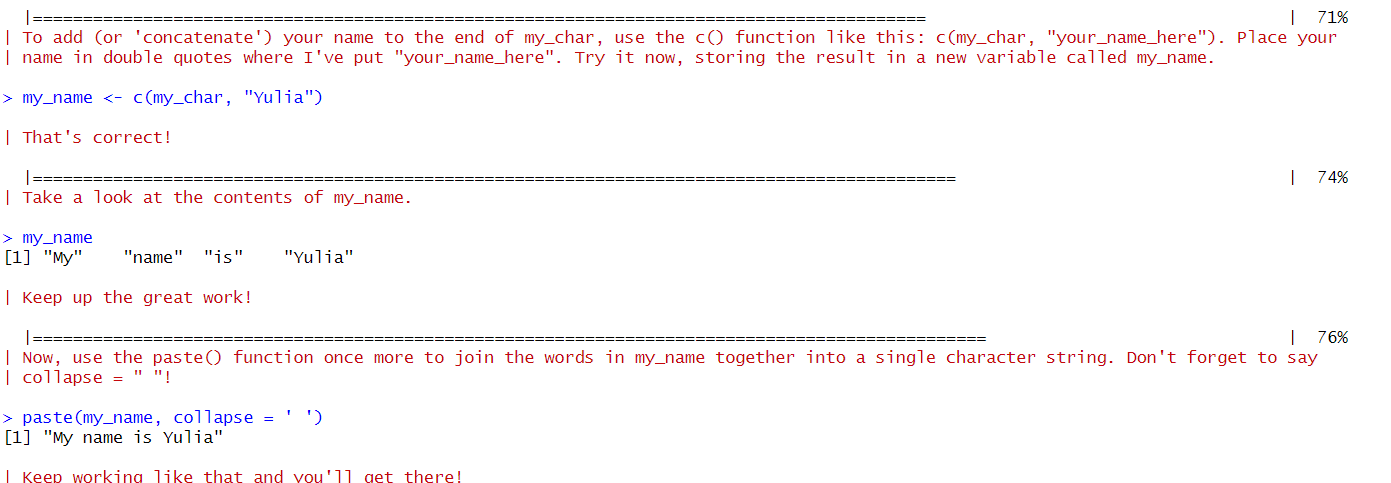 |========================================================================================= | 71%
| To add (or 'concatenate') your name to the end of my_char, use the c() function like this: c(my_char, "your_name_here"). Place your
| name in double quotes where I've put "your_name_here". Try it now, storing the result in a new variable called my_name.
> my_name <- c(my_char, "Yulia")
| That's correct!
|============================================================================================ | 74%
| Take a look at the contents of my_name.
> my_name
[1] "My"    "name"  "is"    "Yulia"
| Keep up the great work!
|=============================================================================================== | 76%
| Now, use the paste() function once more to join the words in my_name together into a single character string. Don't forget to say
| collapse = " "!
> paste(my_name, collapse = ' ')
[1] "My name is Yulia"
| Keep working like that and you'll get there!